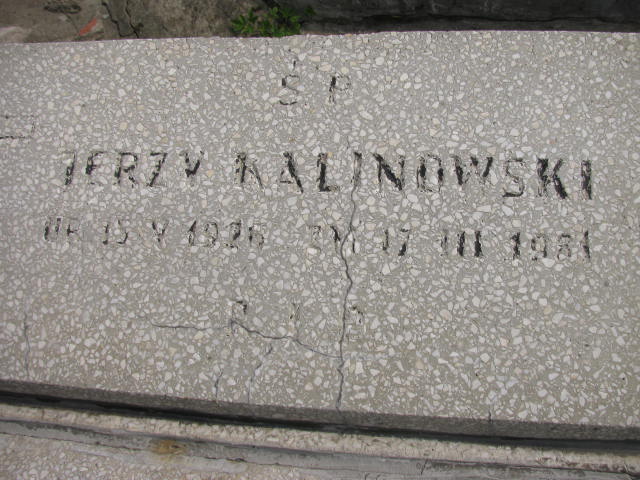 Ś P
JERZY KALINOWSKI
UR 15 V 1926 ZM 17 III 1981
R I P